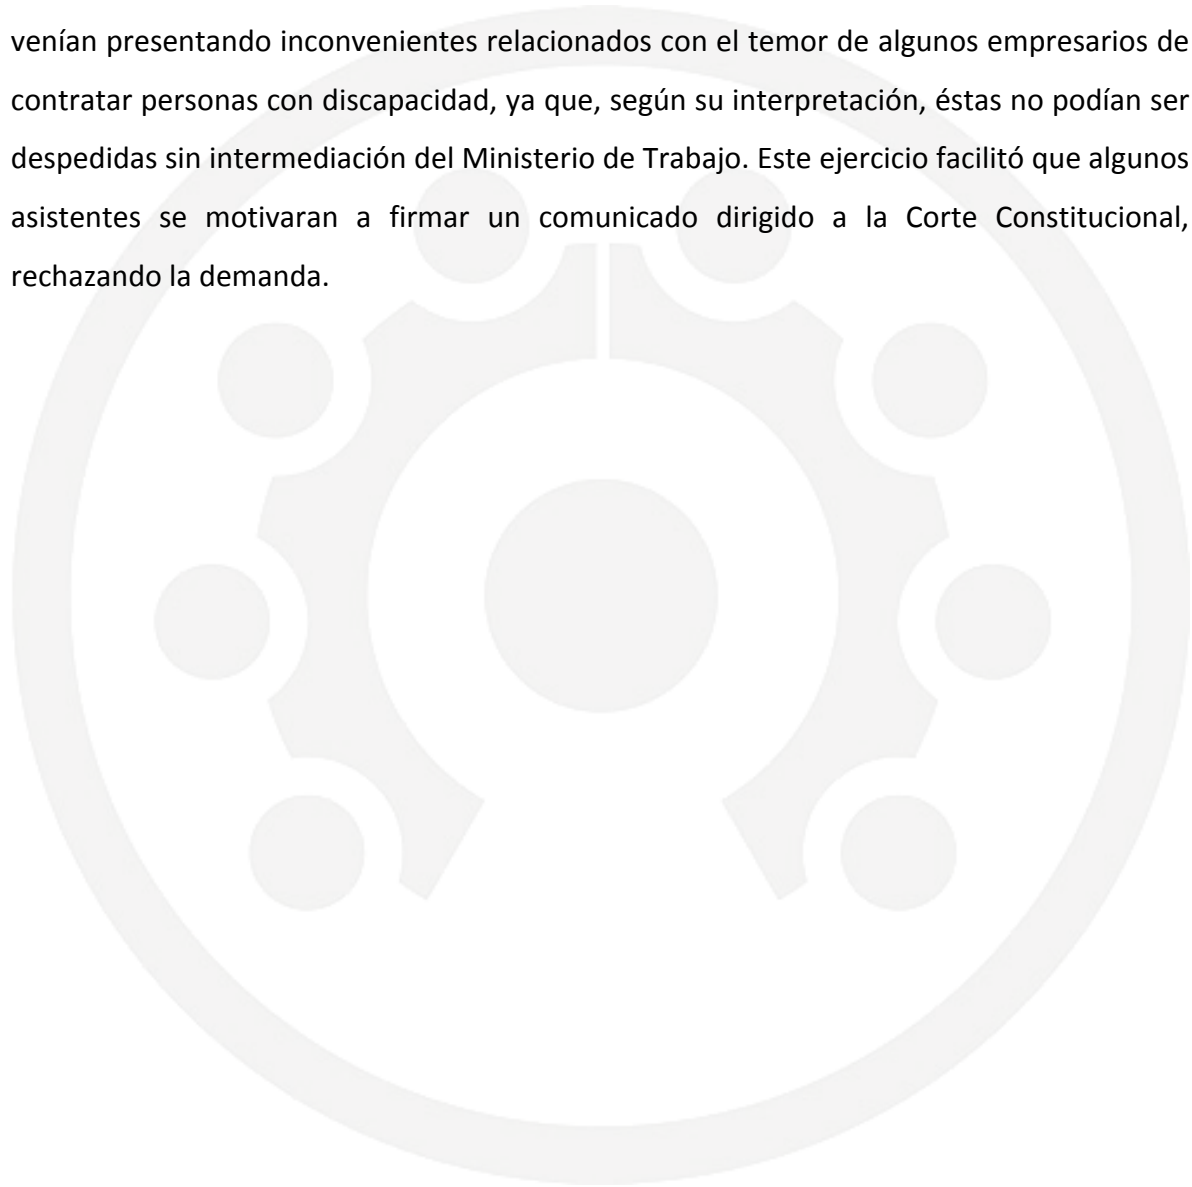 venían presentando inconvenientes relacionados con el temor de algunos empresarios de
contratar personas con discapacidad, ya que, según su interpretación, éstas no podían ser
despedidas sin intermediación del Ministerio de Trabajo. Este ejercicio facilitó que algunos
asistentes se motivaran a firmar un comunicado dirigido a la Corte Constitucional,
rechazando la demanda.